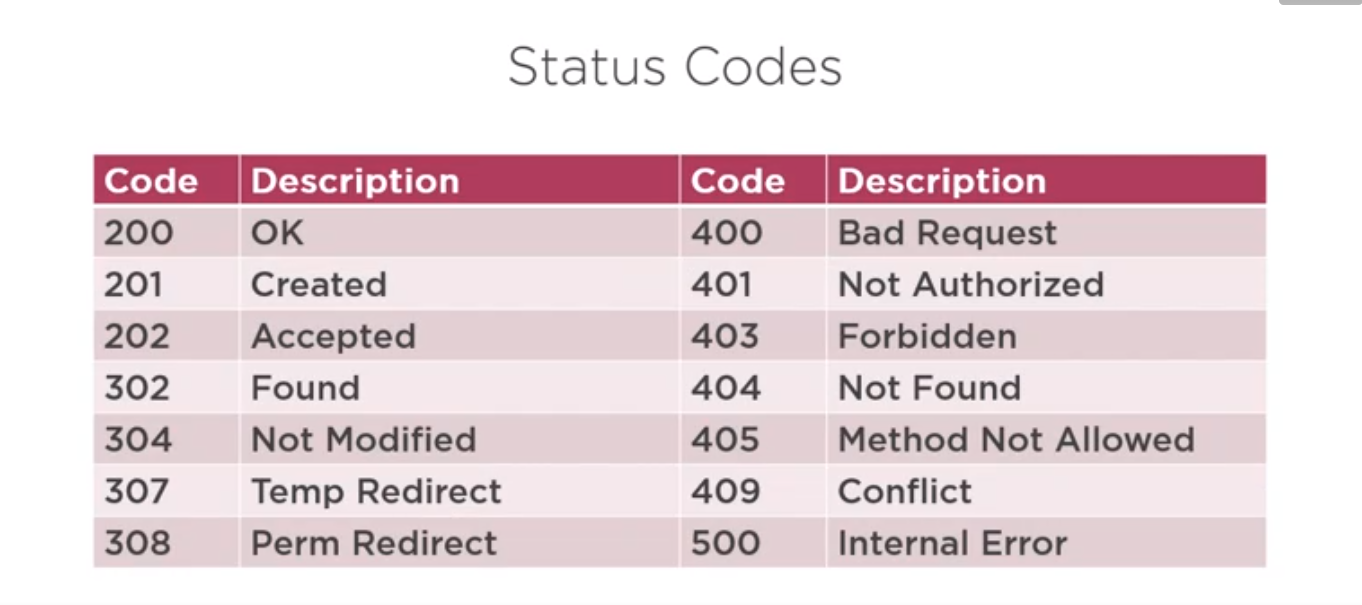 Status Codes
Code Description Code Description
200 OK 400 Bad Request
201 Created 401 Not Authorized
202 Accepted 403 Forbidden
302 Found 404 Not Found
304 Not Modified 405 Method Not Allowed
307 Temp Redirect 409 Conflict
308 Perm Redirect 500 Internal Error